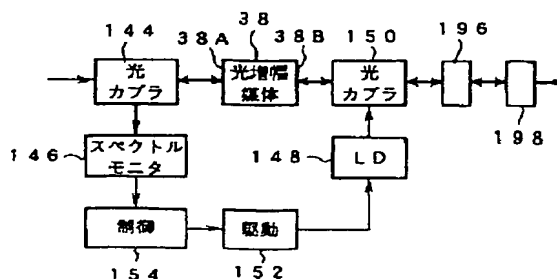 144
38
38A
38B
150
196
光
カプラ
光増幅
媒体
光
カプラ
198
スペクトル
モニタ
146
148
LD
制御
駆動
154
152